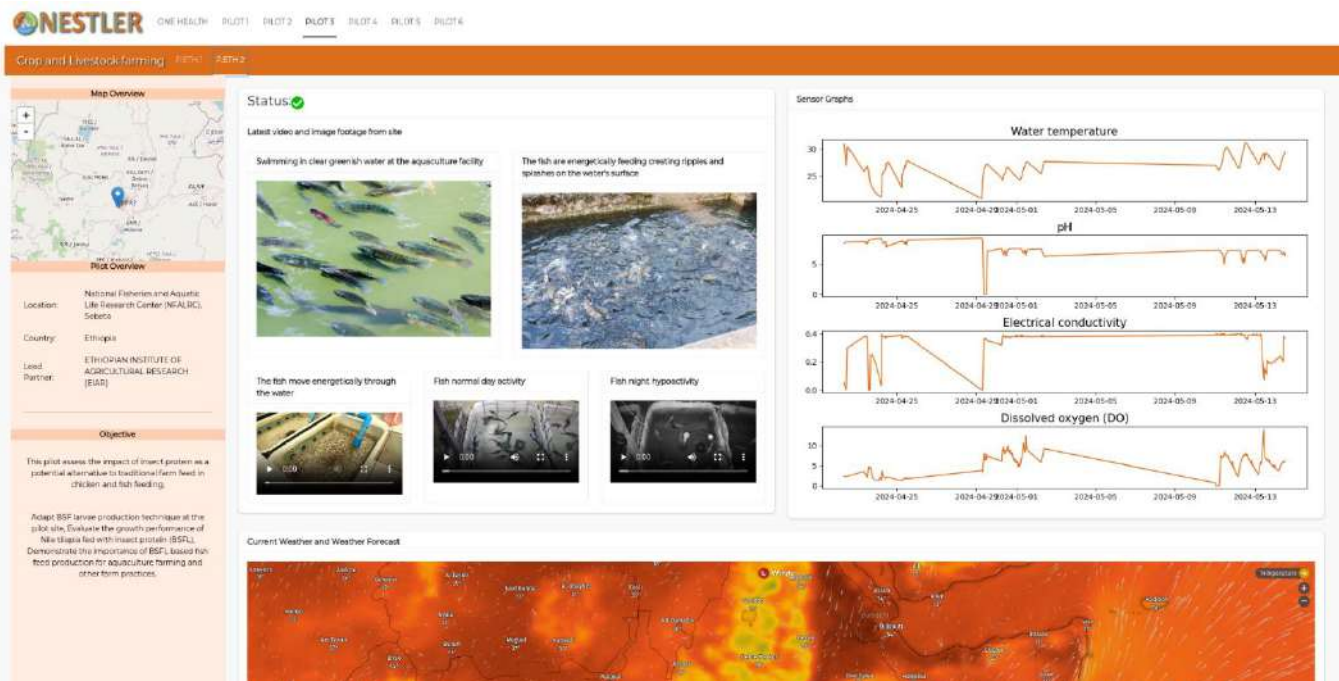 ONESTLER
ONE HEALTH PILOT 1 PILOT 2 PILOT 3 PILOT 4 PILOT 5 PILOT 6
Crop and Livestock farming
Map Overview
+
-
Pilot Overview
Location:
National Fisheries and Aquatic
Life Research Center (NFALRC),
Sebeta
Country:
Ethiopia
Lead
Partner:
ETHIOPIAN INSTITUTE OF
AGRICULTURAL RESEARCH
(EIAR)
Objective
This pilot assess the impact of insect protein as a
potential alternative to traditional farm feed in
chicken and fish feeding.
Adapt BSF larvae production technique at the
pilot site, Evaluate the growth performance of
Nile tilapia fed with insect protein (BSFL),
Demonstrate the importance of BSFL based fish
feed production for aquaculture farming and
other farm practices.
Status:
Latest video and image footage from site
Swimming in clear greenish water at the aquaculture facility
The fish are energetically feeding creating ripples and
splashes on the water's surface
The fish move energetically through
the water
0:00
Fish normal day activity
0:00
Fish night hypoactivity
0:00
Sensor Graphs
Water temperature
30
25
2024-04-25 2024-04-29 2024-05-01 2024-05-05 2024-05-09 2024-05-13
pH
5
0
2024-04-25 2024-04-29 2024-05-01 2024-05-05 2024-05-09 2024-05-13
Electrical conductivity
0.4
0.2
0.0
2024-04-25 2024-04-29 2024-05-01 2024-05-05 2024-05-09 2024-05-13
Dissolved oxygen (DO)
10
5
0
2024-04-25 2024-04-29 2024-05-01 2024-05-05 2024-05-09 2024-05-13
Current Weather and Weather Forecast
Windy
Temperature
+
-